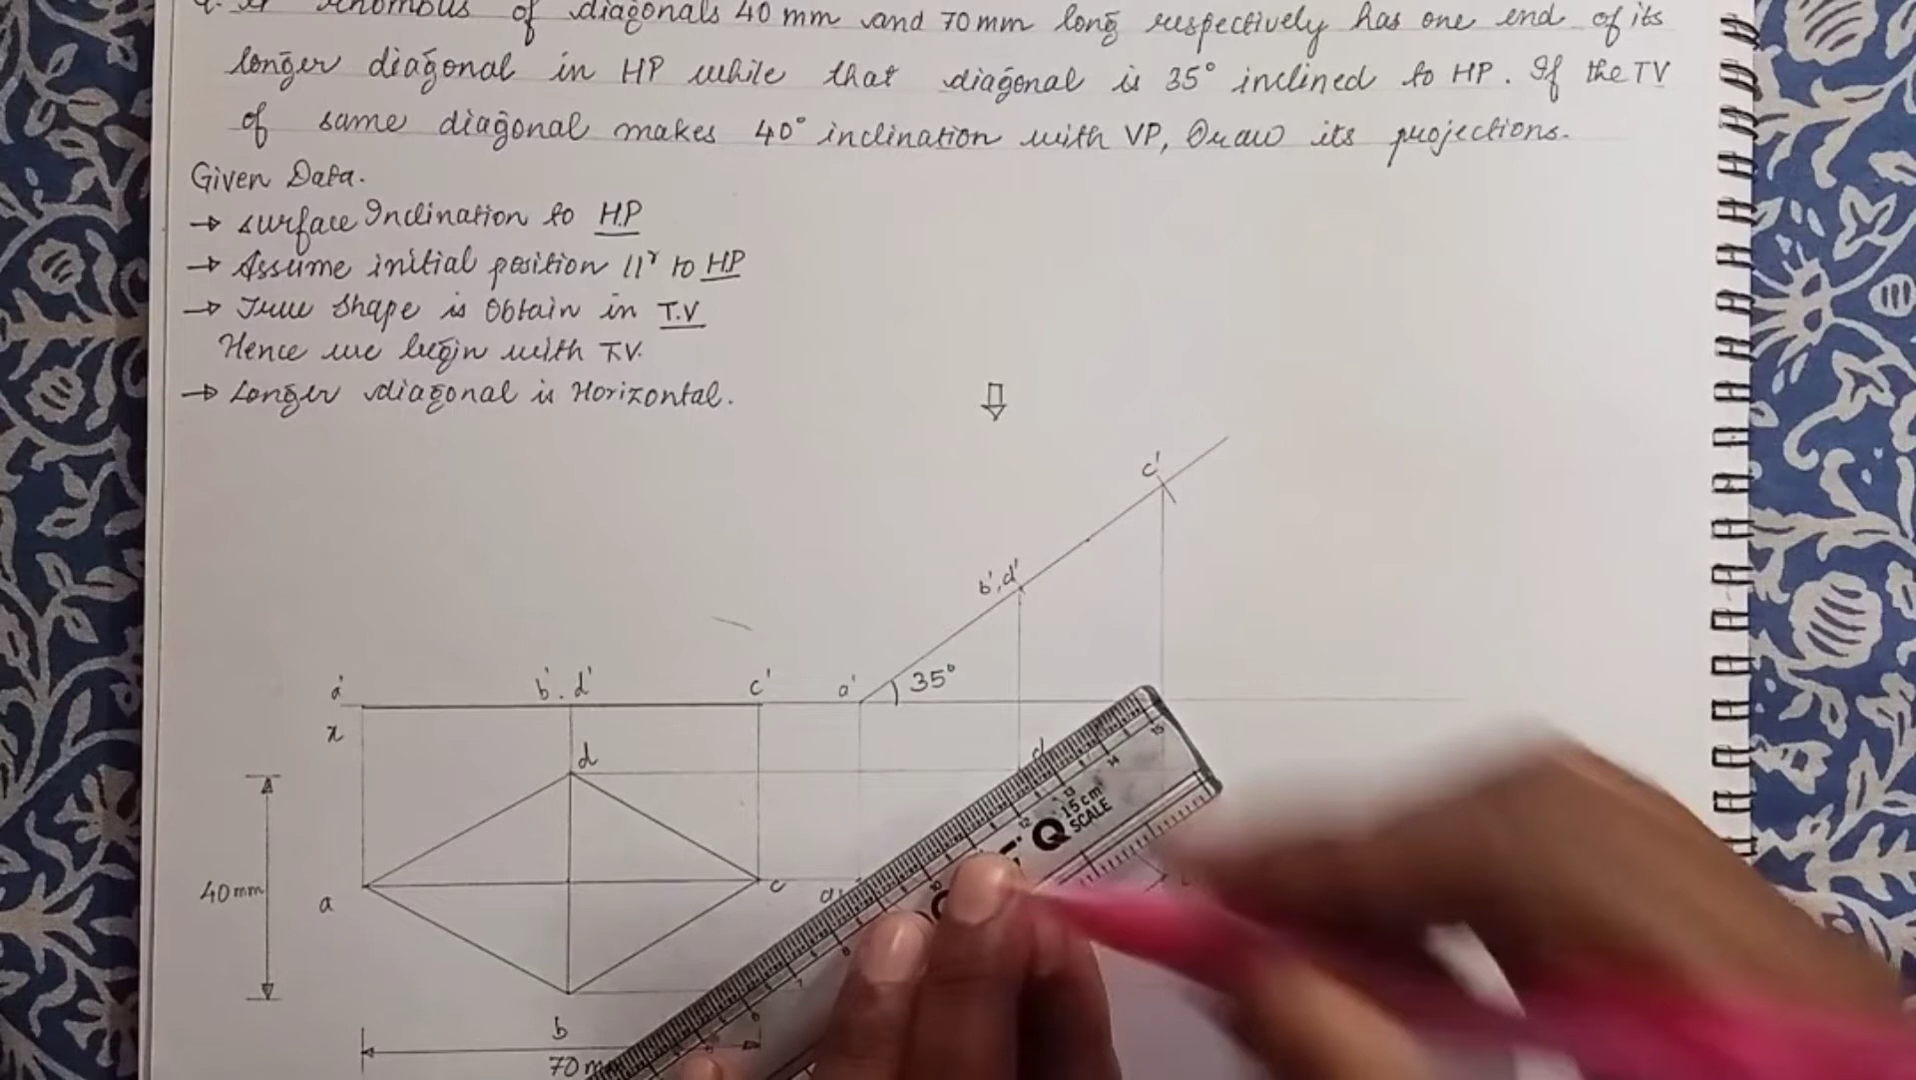 of diagonals 40 mm and 70 mm long respectively has one end of its
longer diagonal in HP while that diagonal is 35° inclined to HP. If the TV
of same diagonal makes 40° inclination with VP, Draw its projections.
Given Data.
→ surface Inclination to HP
→ Assume initial position 11r to HP
→ True shape is Obtain in T.V
Hence we begin with T.V.
→ Longer diagonal is Horizontal.
c'
b',d'
a' b'. d' c' a' 35°
x
d d
15 cm
SCALE
40 mm a c a
b
70 m